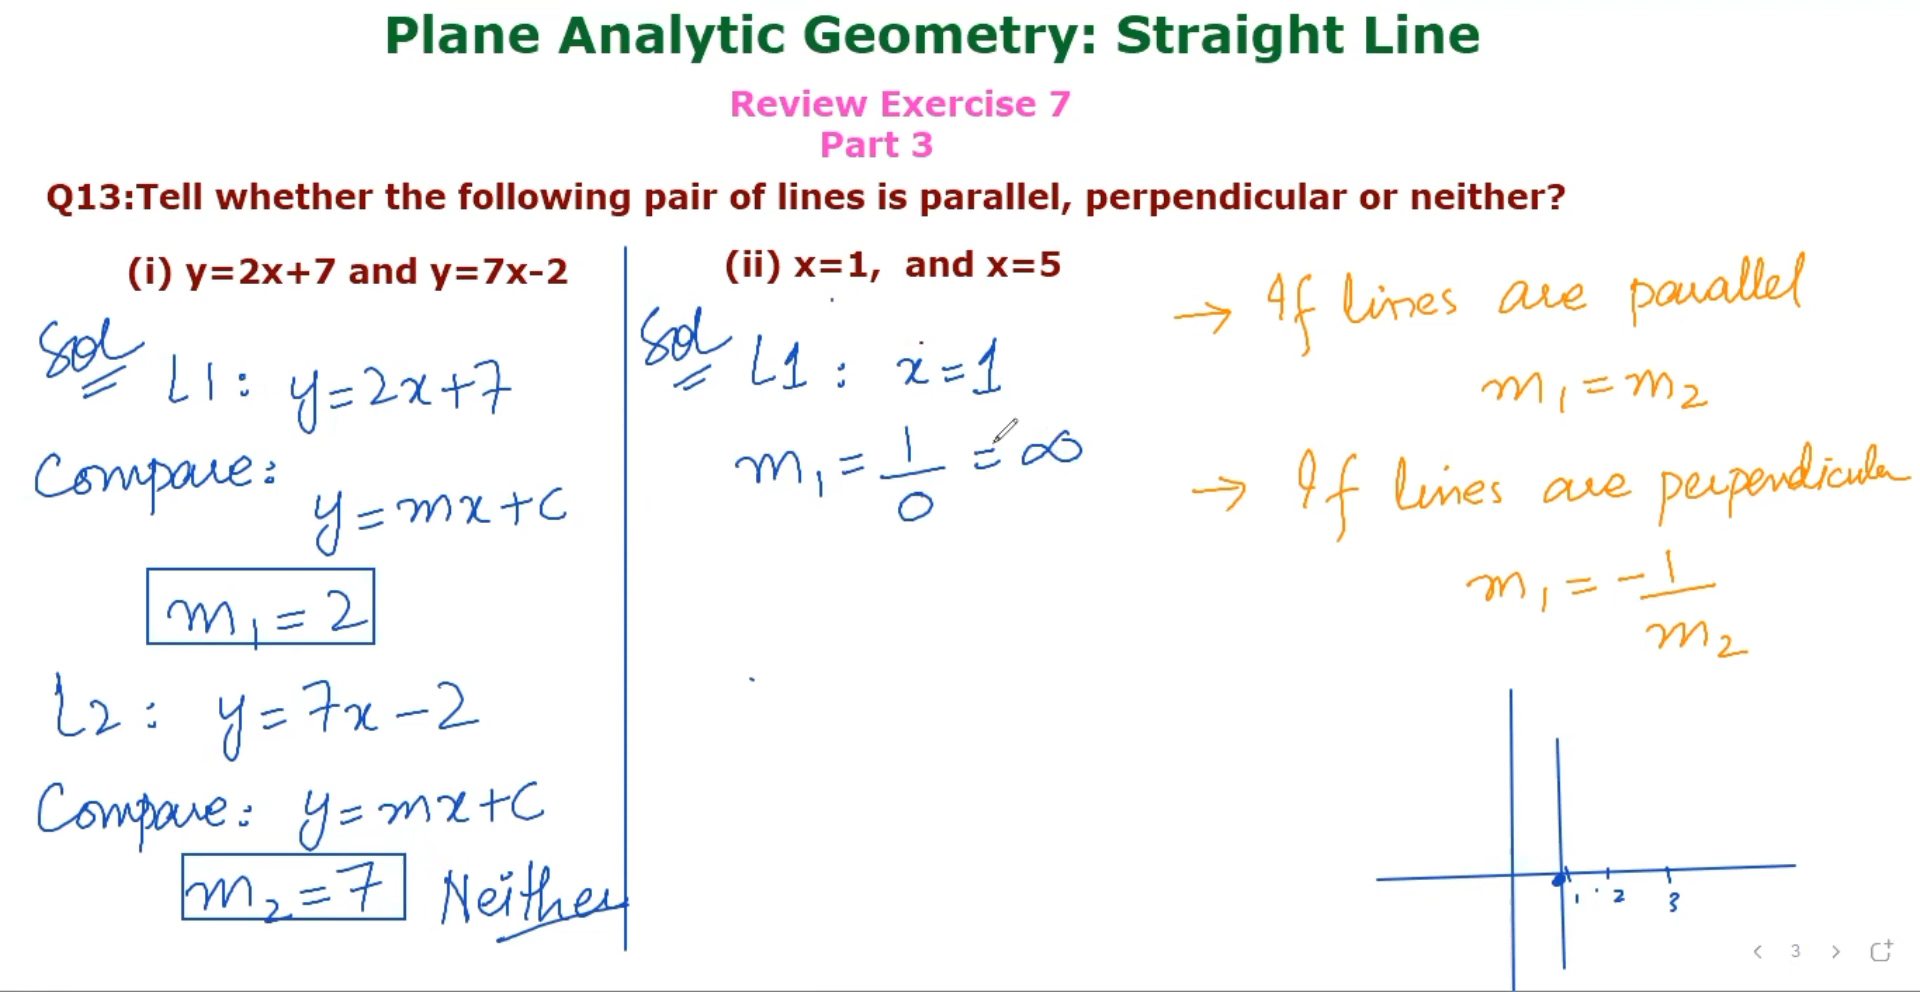 Plane Analytic Geometry: Straight Line
Review Exercise 7
Part 3
Q13:Tell whether the following pair of lines is parallel, perpendicular or neither?
(i) y=2x+7 and y=7x-2
Sol
L1: y=2x+7
Compare:
y=mx+c
m₁=2
L2: y=7x-2
Compare: y=mx+c
m₂=7 Neither
(ii) x=1, and x=5
Sol L1: x=1
m₁ = 1/0 = ∞
→ If lines are parallel
m₁=m₂
→ If lines are perpendicular
m₁ = -1/m₂
1 2 3
< 3 >